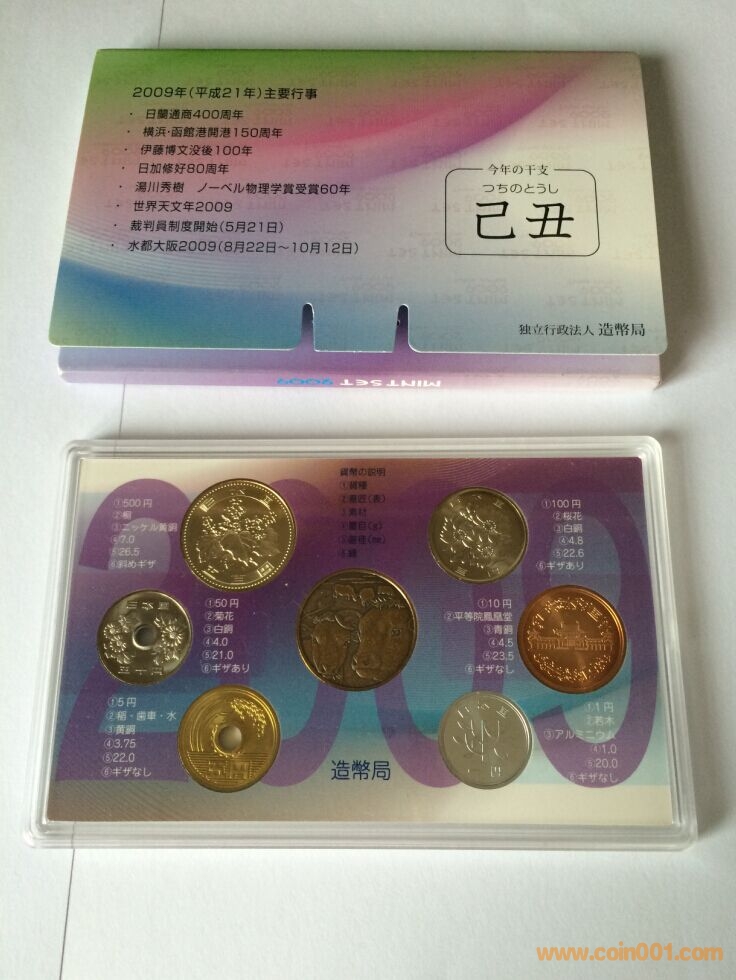 2009年(平成21年)主要行事
・ 日蘭通商400周年
・ 横浜・函館港開港150周年
・ 伊藤博文没後100年
・ 日加修好80周年
・ 湯川秀樹　ノーベル物理学賞受賞60年
・ 世界天文年2009
・ 裁判員制度開始(5月21日)
・ 水都大阪2009(8月22日〜10月12日)
今年の干支
つちのとうし
己丑
独立行政法人 造幣局
MINT SET 2009
貨幣の説明
①貨種
②意匠(表)
③素材
④量目(g)
⑤直径(mm)
⑥縁
①500円
②桐
③ニッケル黄銅
④7.0
⑤26.5
⑥斜めギザ
①100円
②桜花
③白銅
④4.8
⑤22.6
⑥ギザあり
①50円
②菊花
③白銅
④4.0
⑤21.0
⑥ギザあり
①10円
②平等院鳳凰堂
③青銅
④4.5
⑤23.5
⑥ギザなし
①5円
②稲・歯車・水
③黄銅
④3.75
⑤22.0
⑥ギザなし
①1円
②若木
③アルミニウム
④1.0
⑤20.0
⑥ギザなし
2009
造幣局
www.coin001.com